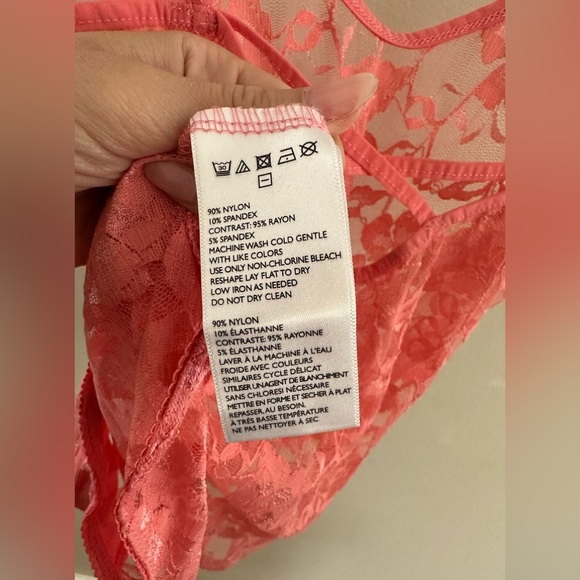 30
90% NYLON
10% SPANDEX
CONTRAST: 95% RAYON
5% SPANDEX
MACHINE WASH COLD GENTLE
WITH LIKE COLORS
USE ONLY NON-CHLORINE BLEACH
RESHAPE LAY FLAT TO DRY
LOW IRON AS NEEDED
DO NOT DRY CLEAN
90% NYLON
10% ÉLASTHANNE
CONTRASTE: 95% RAYONNE
5% ÉLASTHANNE
LAVER À LA MACHINE À L'EAU
FROIDE AVEC COULEURS
SIMILAIRES CYCLE DÉLICAT
UTILISER UN AGENT DE BLANCHIMENT
SANS CHLORESI NÉCESSAIRE
METTRE EN FORME ET SÉCHER À PLAT
REPASSER AU BESOIN.
À TRÈS BASSE TEMPÉRATURE
NE PAS NETTOYER À SEC